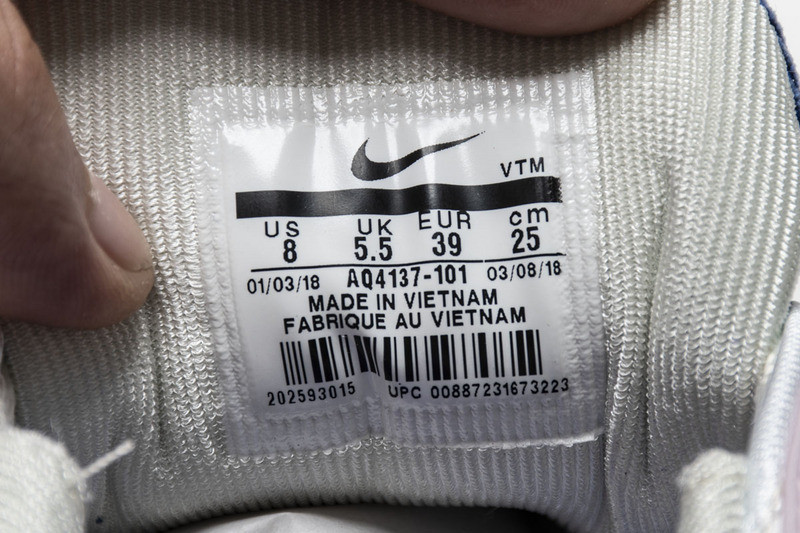 VTM
US UK EUR cm
8 5.5 39 25
01/03/18 AQ4137-101 03/08/18
MADE IN VIETNAM
FABRIQUE AU VIETNAM
202593015 UPC 00887231673223